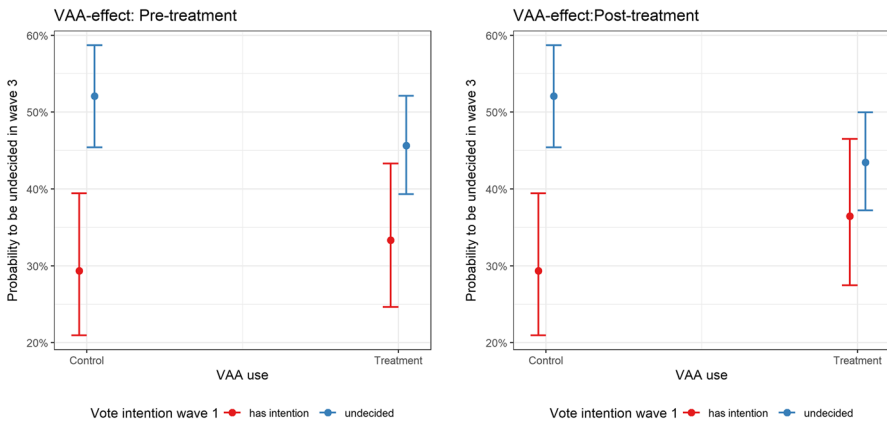 VAA-effect: Pre-treatment
Probability to be undecided in wave 3
60%
50%
40%
30%
20%
Control
Treatment
VAA use
Vote intention wave 1
has intention
undecided
VAA-effect:Post-treatment
Probability to be undecided in wave 3
60%
50%
40%
30%
20%
Control
Treatment
VAA use
Vote intention wave 1
has intention
undecided